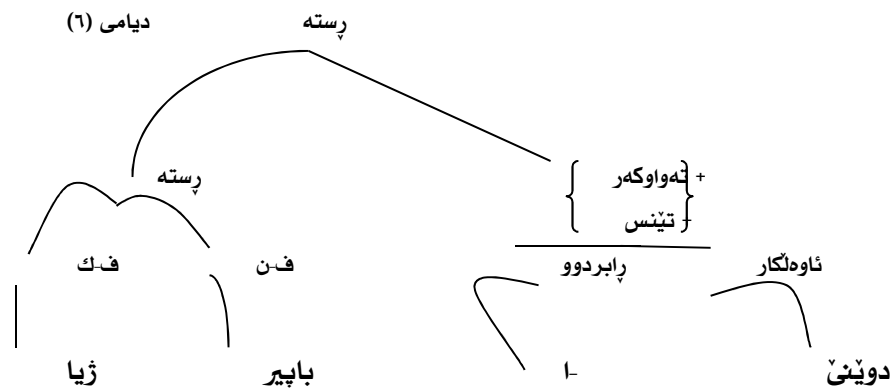 ڕستە دیامی (٦)
+ تەواوکەر
ڕستە
+ تێنس
ئاوەڵکار ڕابردوو ف-ن ف-ك
دوێنێ -ا باپیر ژیا